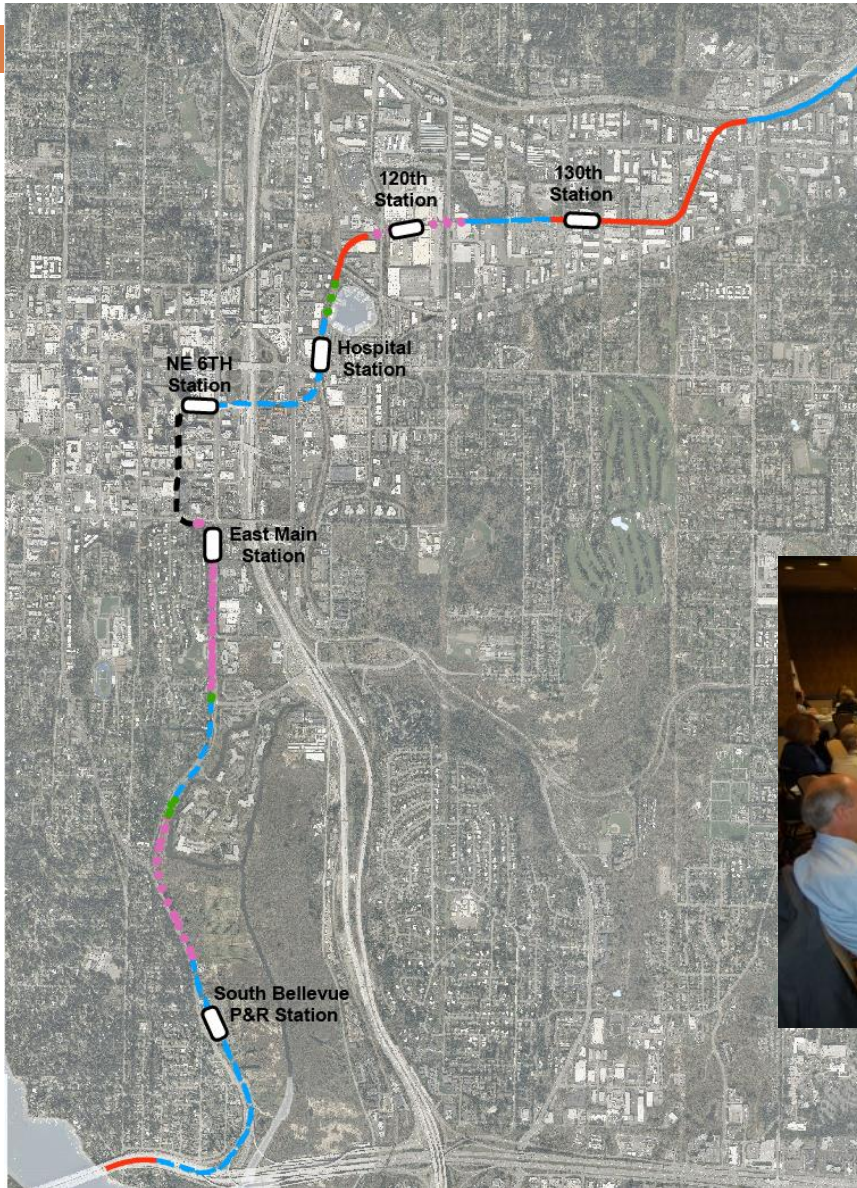 120th
Station
130th
Station
Hospital
Station
NE 6TH
Station
East Main
Station
South Bellevue
P&R Station